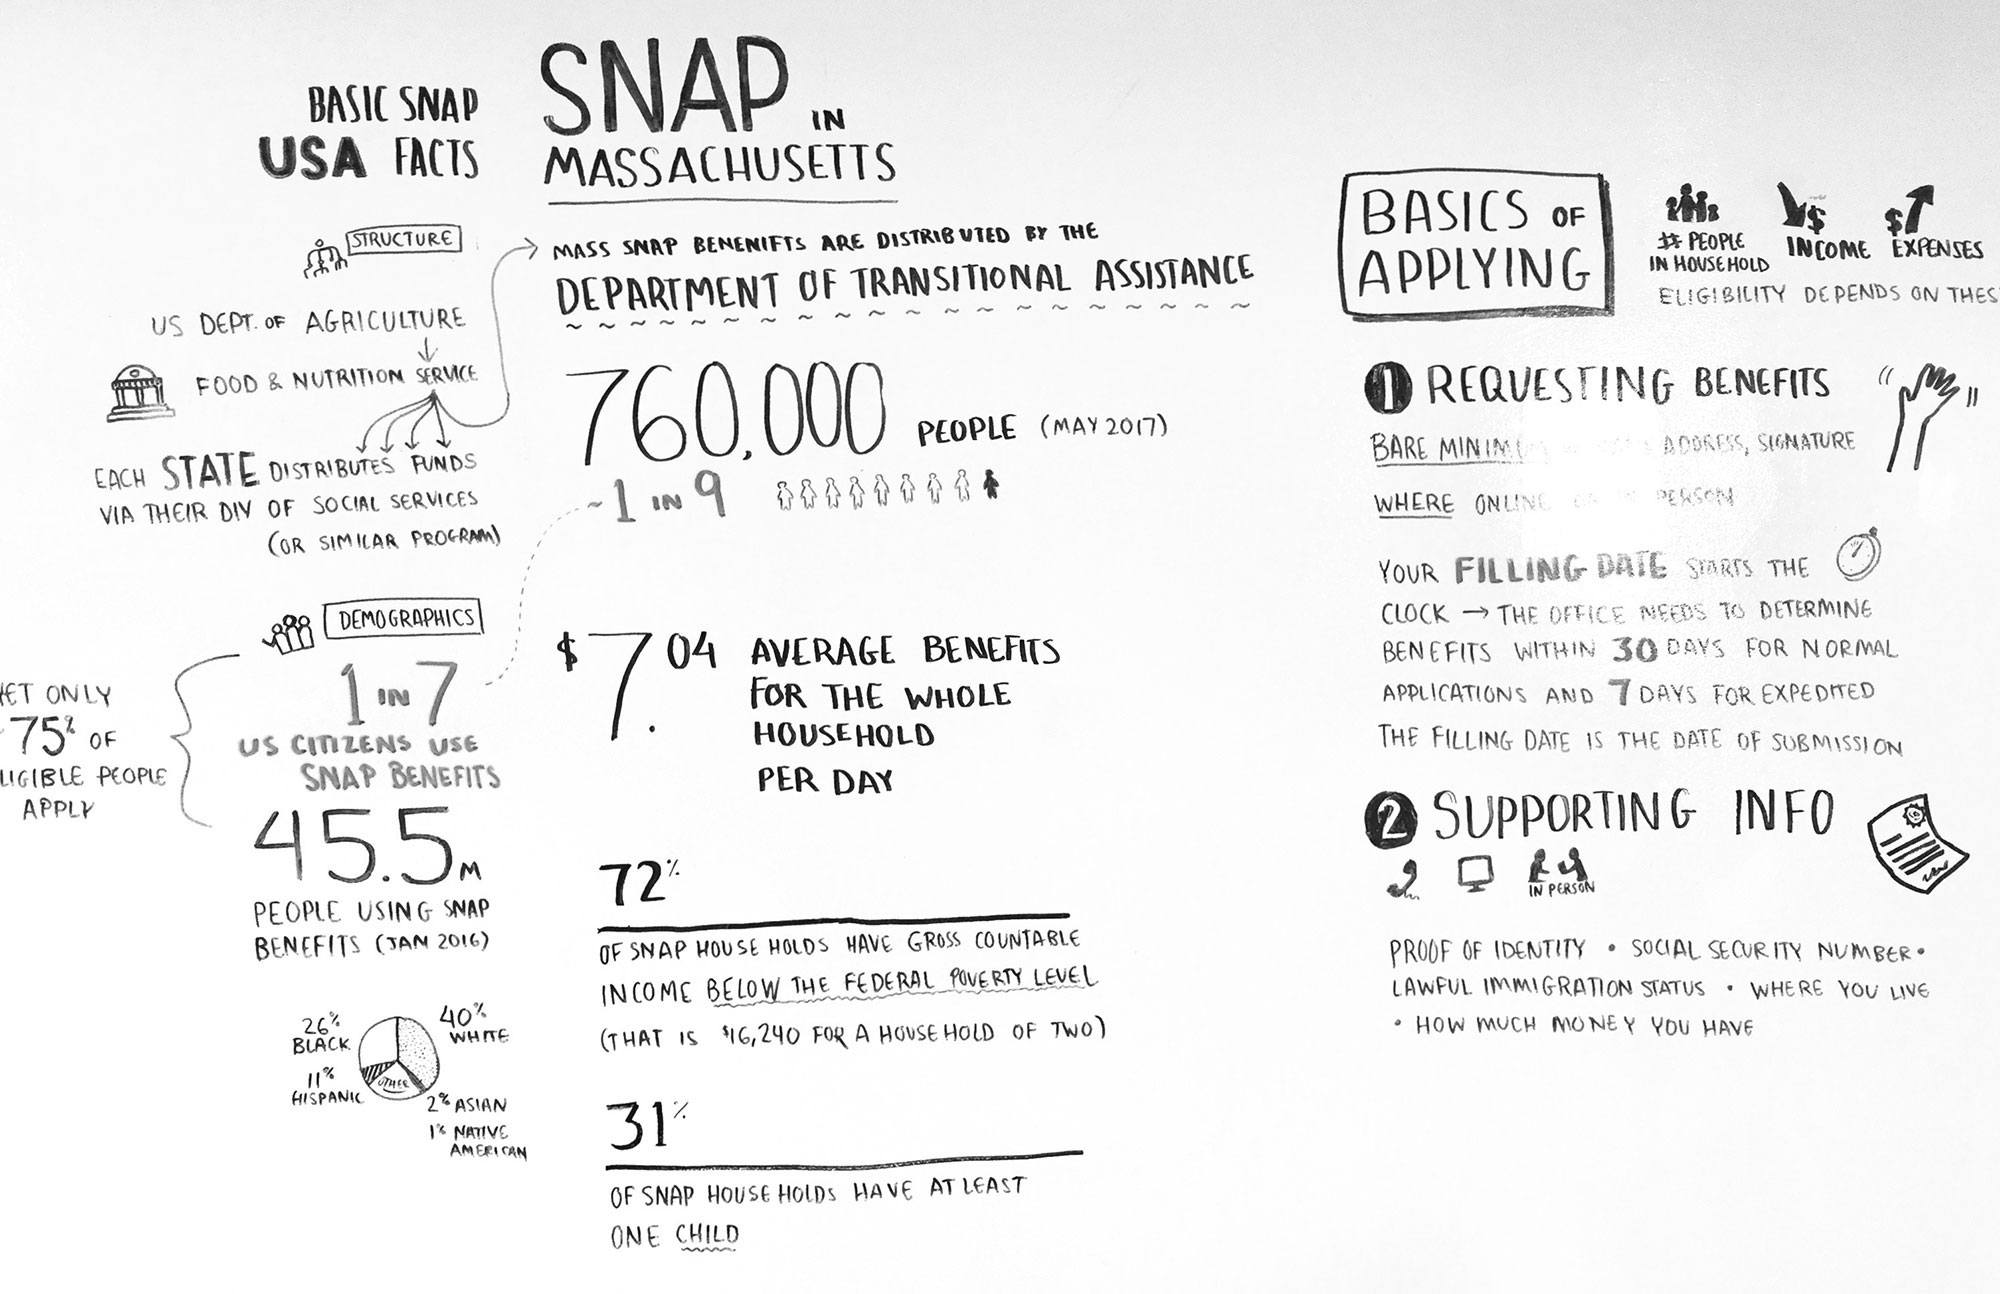 BASIC SNAP
USA FACTS
STRUCTURE
US DEPT. OF AGRICULTURE
FOOD & NUTRITION SERVICE
EACH STATE DISTRIBUTES FUNDS
VIA THEIR DIV OF SOCIAL SERVICES
(OR SIMILAR PROGRAM)
DEMOGRAPHICS
1 IN 7
US CITIZENS USE
SNAP BENEFITS
ET ONLY
75% OF
LIGIBLE PEOPLE
APPLY
45.5M
PEOPLE USING SNAP
BENEFITS (JAN 2016)
26%
BLACK
40%
WHITE
11%
HISPANIC
OTHER
2% ASIAN
1% NATIVE
AMERICAN
SNAP IN
MASSACHUSETTS
MASS SNAP BENENIFTS ARE DISTRIBUTED BY THE
DEPARTMENT OF TRANSITIONAL ASSISTANCE
760,000 PEOPLE (MAY 2017)
~1 IN 9
$7.04 AVERAGE BENEFITS
FOR THE WHOLE
HOUSEHOLD
PER DAY
72%
OF SNAP HOUSEHOLDS HAVE GROSS COUNTABLE
INCOME BELOW THE FEDERAL POVERTY LEVEL
(THAT IS $16,240 FOR A HOUSEHOLD OF TWO)
31%
OF SNAP HOUSEHOLDS HAVE AT LEAST
ONE CHILD
BASICS OF
APPLYING
# PEOPLE
IN HOUSEHOLD
$
INCOME
$
EXPENSES
ELIGIBILITY DEPENDS ON THES
1 REQUESTING BENEFITS
BARE ADDRESS, SIGNATURE
WHERE ONLINE PERSON
YOUR FILLING DATE STARTS THE
CLOCK → THE OFFICE NEEDS TO DETERMINE
BENEFITS WITHIN 30 DAYS FOR NORMAL
APPLICATIONS AND 7 DAYS FOR EXPEDITED
THE FILLING DATE IS THE DATE OF SUBMISSION
2 SUPPORTING INFO
IN PERSON
PROOF OF IDENTITY • SOCIAL SECURITY NUMBER •
LAWFUL IMMIGRATION STATUS • WHERE YOU LIVE
• HOW MUCH MONEY YOU HAVE